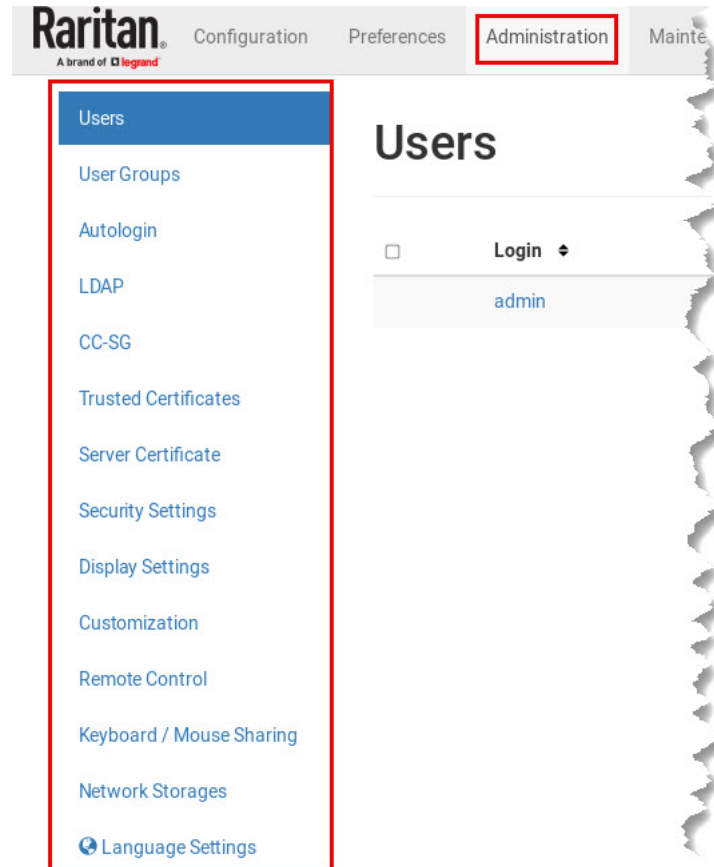 Raritan. Configuration Preferences Administration Mainte
A brand of legrand
Users
User Groups
Autologin
LDAP
CC-SG
Trusted Certificates
Server Certificate
Security Settings
Display Settings
Customization
Remote Control
Keyboard / Mouse Sharing
Network Storages
Language Settings
Users
Login
admin